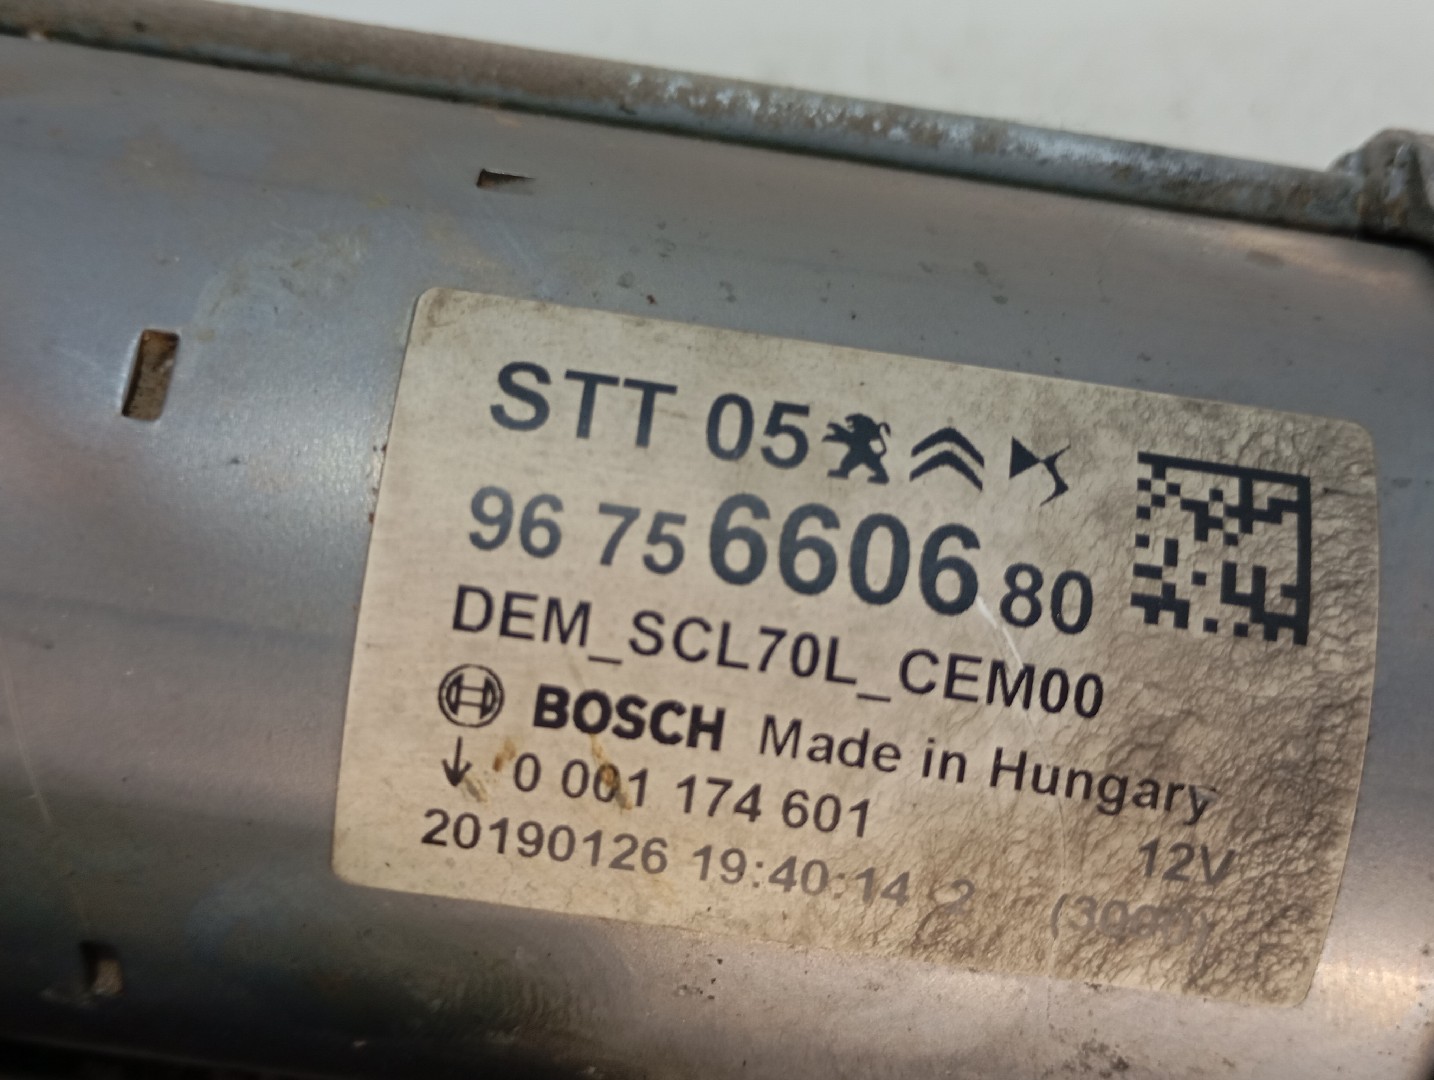 STT 05
96 75 6606 80
DEM_SCL70L_CEM00
BOSCH Made in Hungary
↓ 0 001 174 601
12V
20190126 19:40:14 2